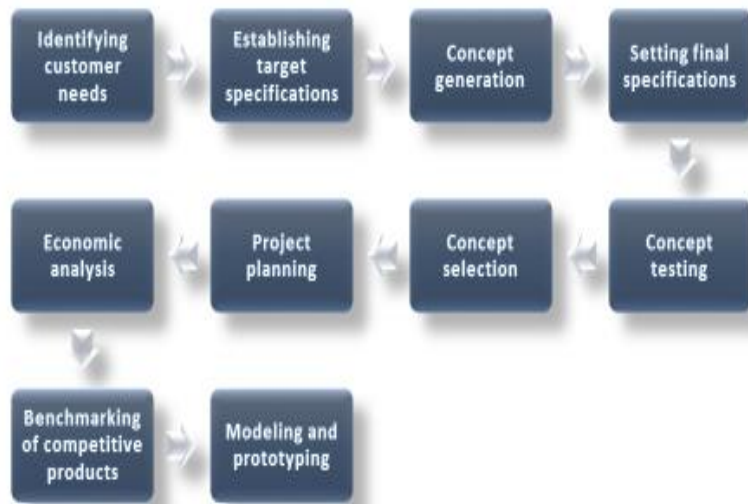 Identifying
customer
needs
Establishing
target
specifications
Concept
generation
Setting final
specifications
Concept
testing
Concept
selection
Project
planning
Economic
analysis
Benchmarking
of competitive
products
Modeling and
prototyping